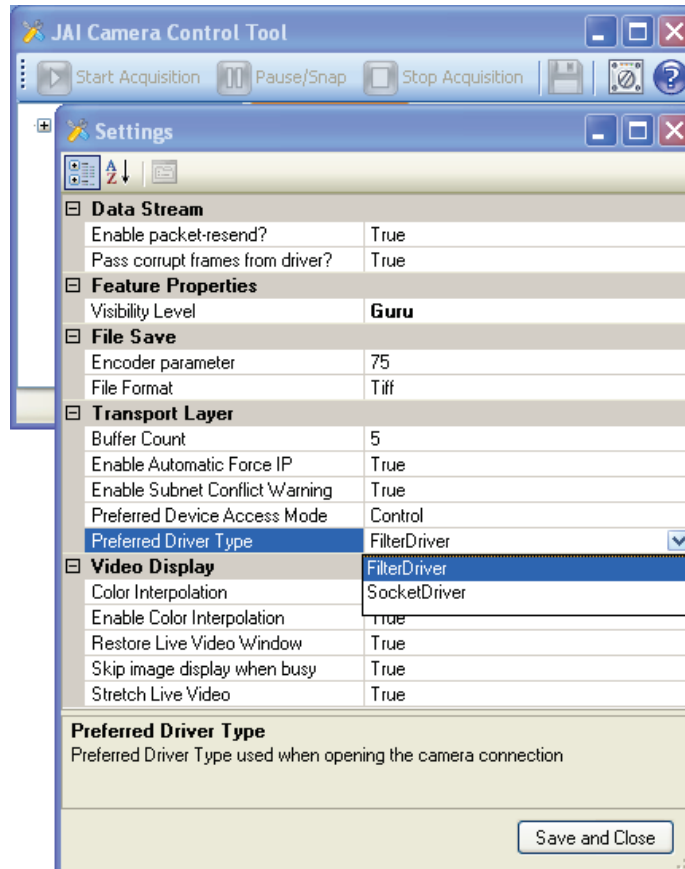 JAI Camera Control Tool
Start Acquisition Pause/Snap Stop Acquisition
Settings
Data Stream
Enable packet-resend? True
Pass corrupt frames from driver? True
Feature Properties
Visibility Level Guru
File Save
Encoder parameter 75
File Format Tiff
Transport Layer
Buffer Count 5
Enable Automatic Force IP True
Enable Subnet Conflict Warning True
Preferred Device Access Mode Control
Preferred Driver Type FilterDriver
Video Display FilterDriver
Color Interpolation SocketDriver
Enable Color Interpolation True
Restore Live Video Window True
Skip image display when busy True
Stretch Live Video True
Preferred Driver Type
Preferred Driver Type used when opening the camera connection
Save and Close